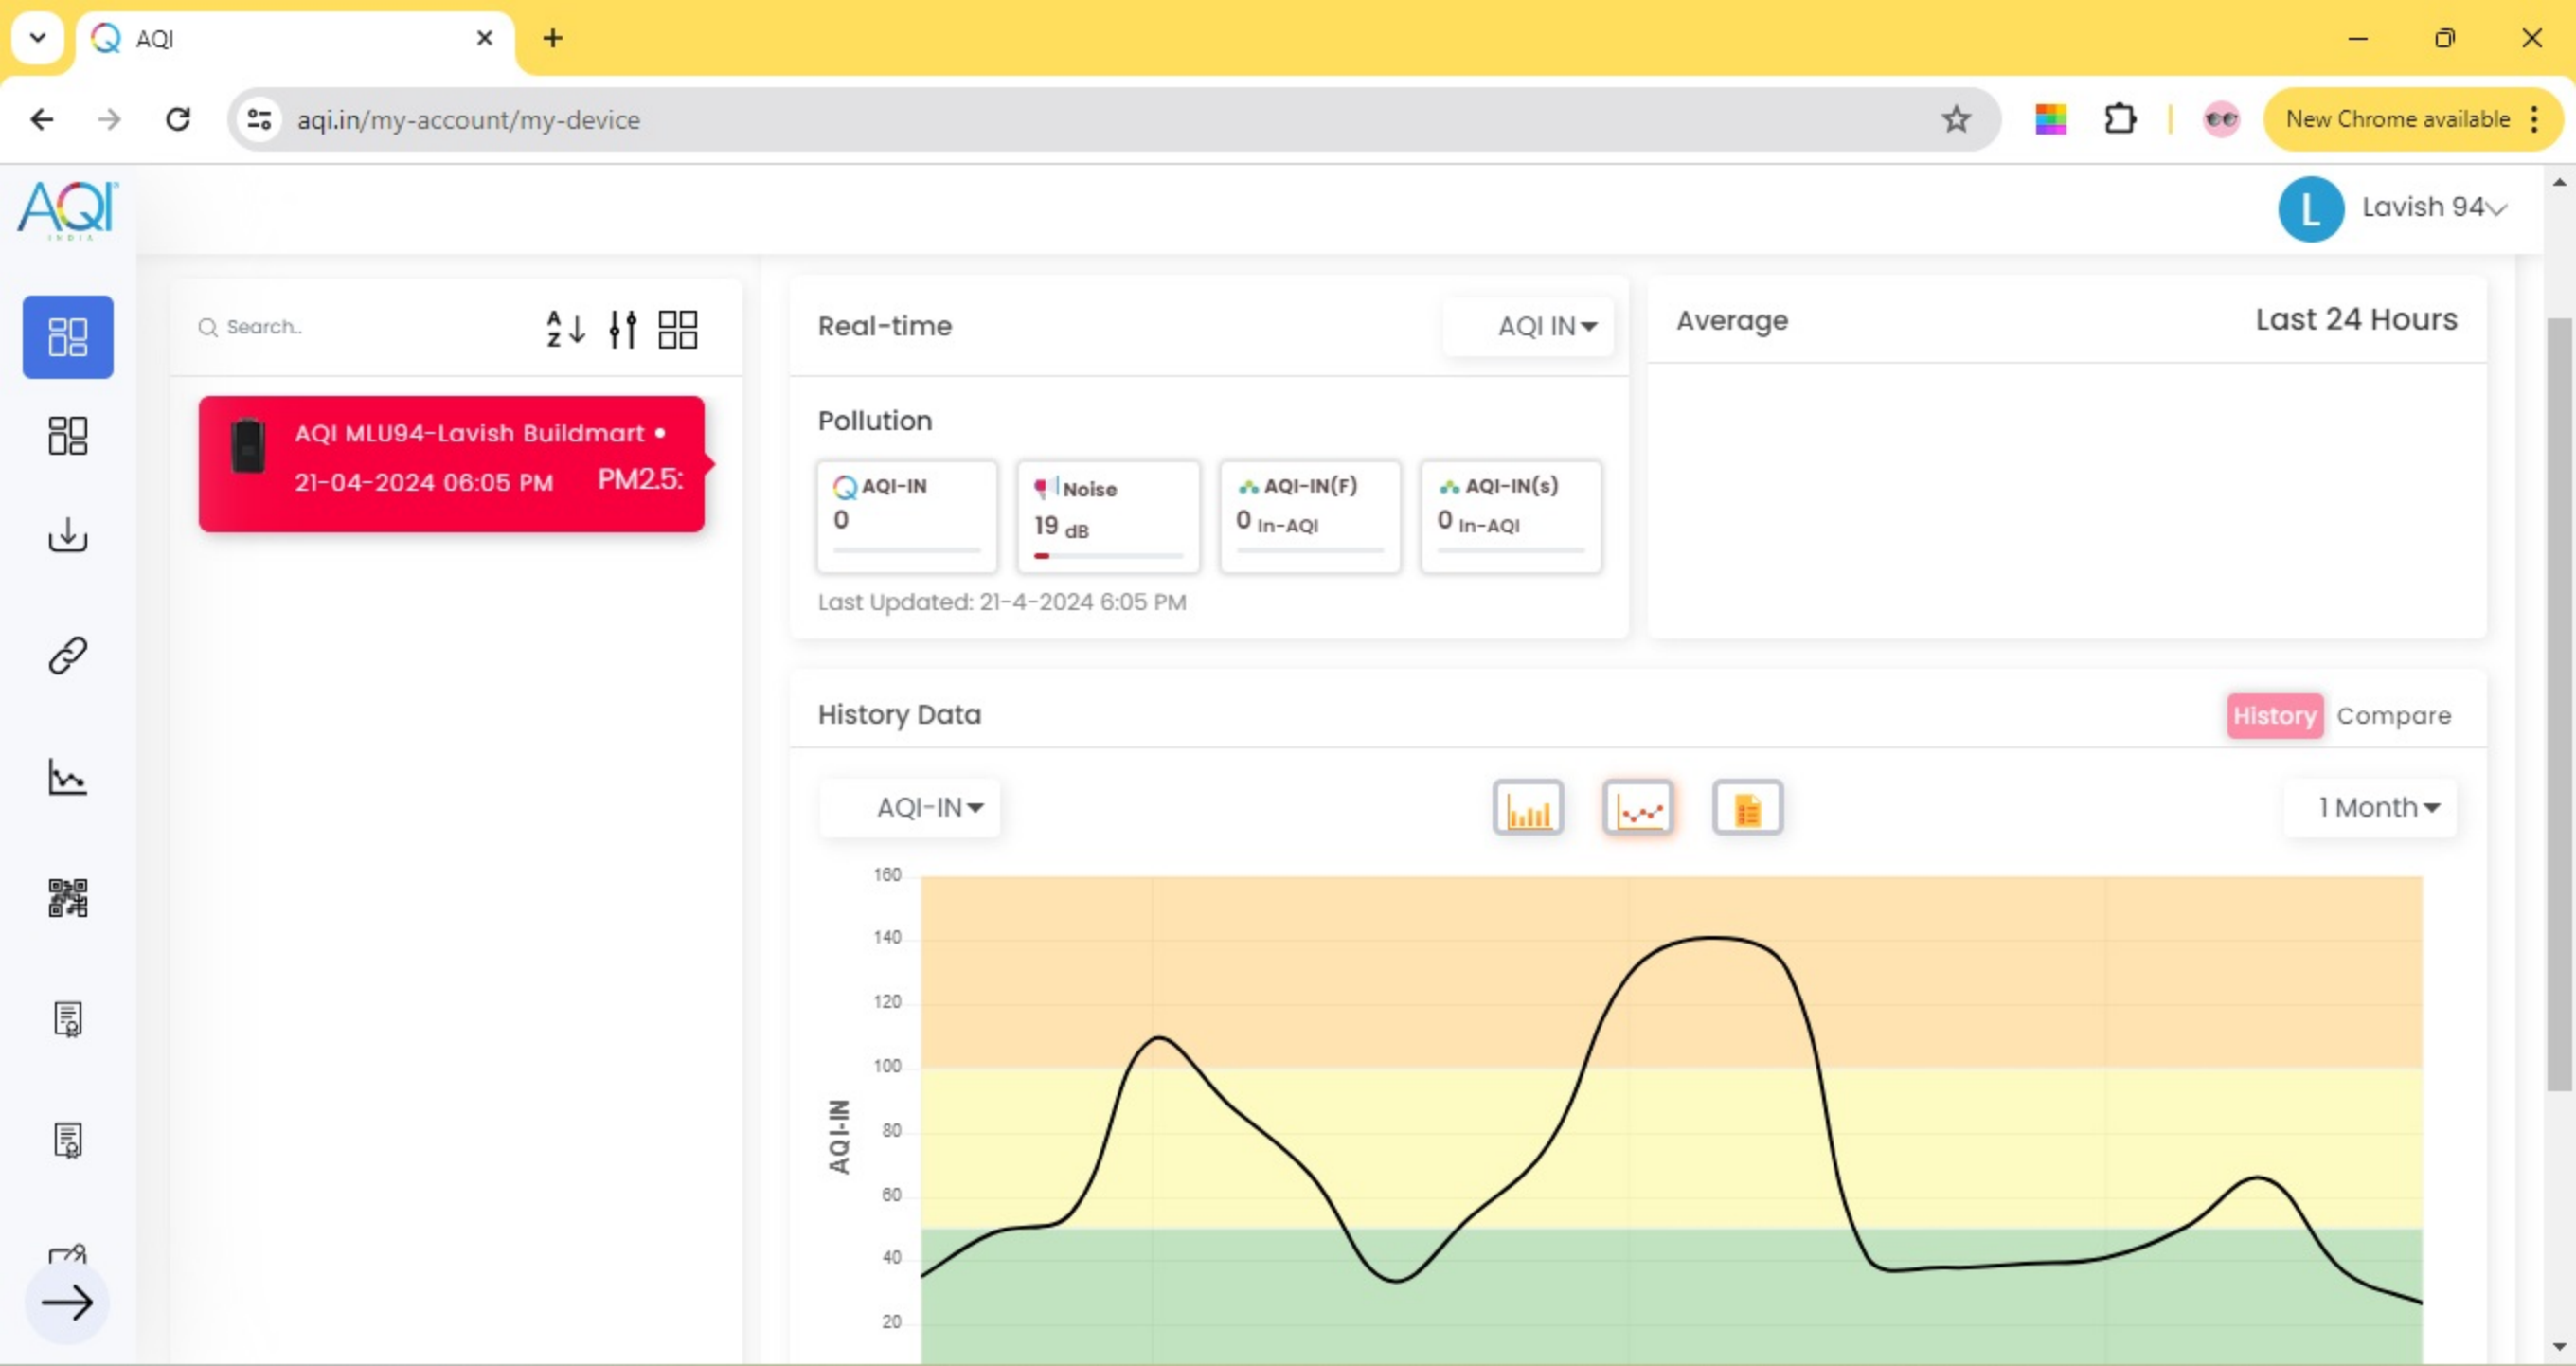 AQI
aqi.in/my-account/my-device
New Chrome available
AQI
INDIA
L Lavish 94
Search..
A
Z
AQI MLU94-Lavish Buildmart •
21-04-2024 06:05 PM PM2.5:
Real-time AQI IN
Pollution
AQI-IN
0
Noise
19 dB
AQI-IN(F)
0 In-AQI
AQI-IN(s)
0 In-AQI
Last Updated: 21-4-2024 6:05 PM
Average Last 24 Hours
History Data History Compare
AQI-IN 1 Month
160
140
120
100
80
60
40
20
AQI-IN